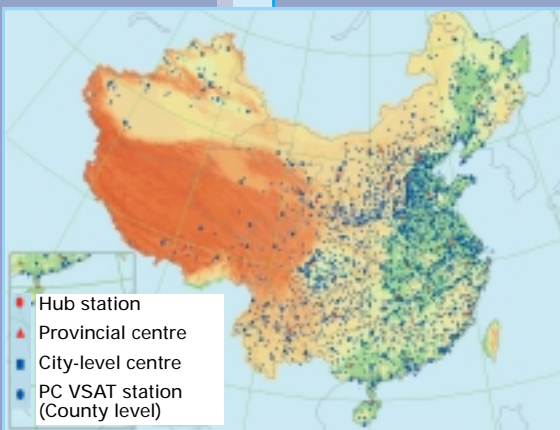 Hub station
Provincial centre
City-level centre
PC VSAT station
(County level)